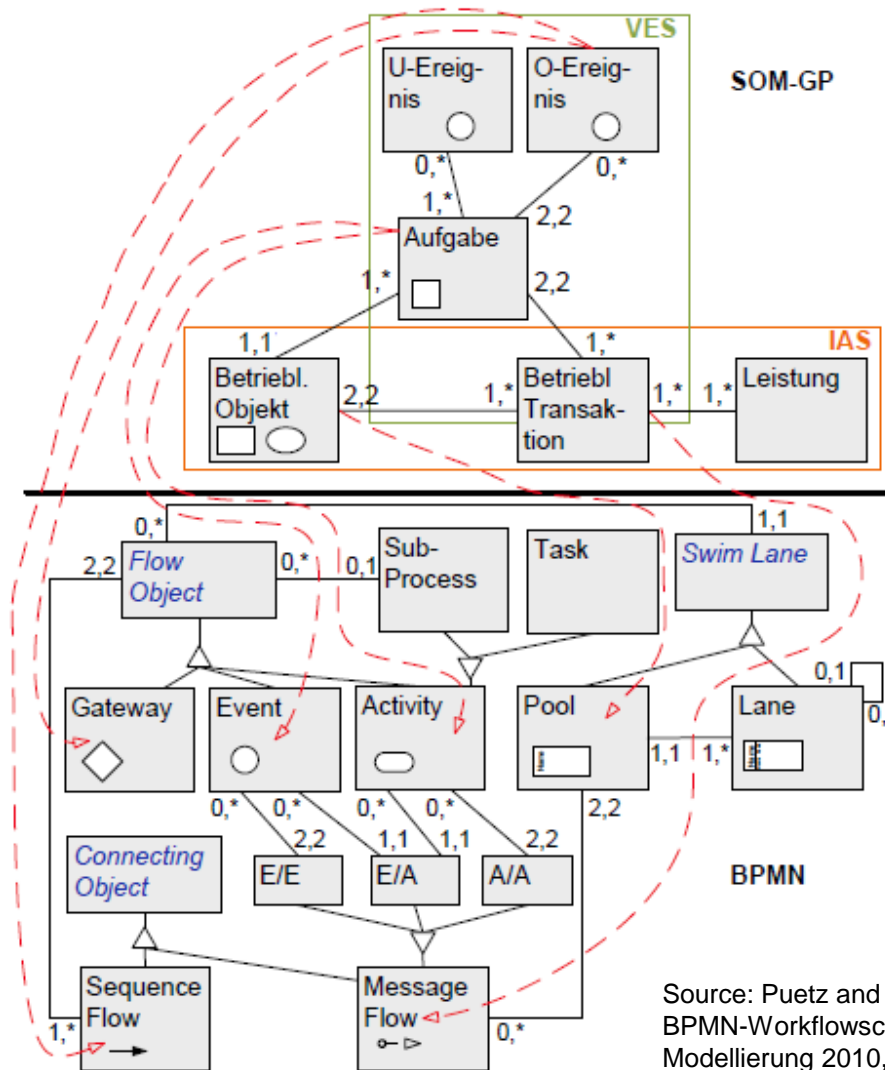 VES
U-Ereig-
nis
O-Ereig-
nis
SOM-GP
0,*
0,*
1,*
2,2
Aufgabe
1,*
2,2
1,1
1,*
IAS
Betriebl.
Objekt
2,2
1,*
Betriebl
Transak-
tion
1,*
1,*
Leistung
0,*
1,1
2,2
Flow
Object
0,*
0,1
Sub-
Process
Task
Swim Lane
0,1
0,
Gateway
Event
Activity
Pool
Name
1,1
1,*
Lane
Name
0,*
0,*
0,*
0,*
2,2
2,2
1,1
1,1
2,2
Connecting
Object
E/E
E/A
A/A
BPMN
Sequence
Flow
1,*
Message
Flow
0,*
Source: Puetz and
BPMN-Workflowsc
Modellierung 2010,